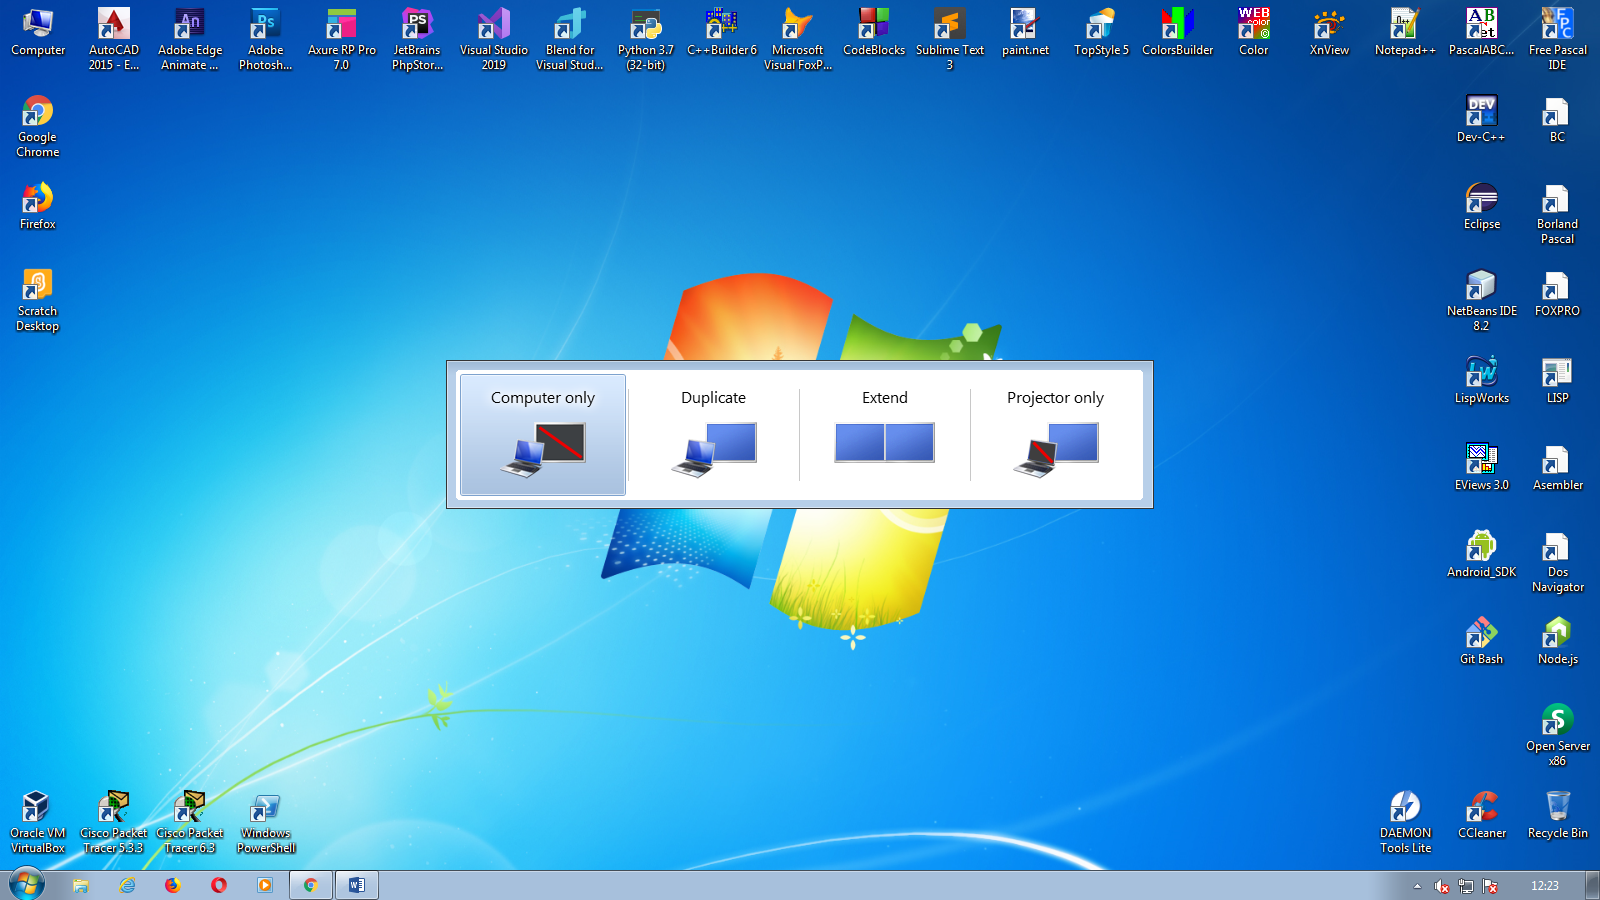 Computer
AutoCAD
2015 - E...
Adobe Edge
Animate ...
Adobe
Photosh...
Axure RP Pro
7.0
JetBrains
PhpStor...
Visual Studio
2019
Blend for
Visual Stud...
Python 3.7
(32-bit)
C++Builder 6
Microsoft
Visual FoxP...
CodeBlocks
Sublime Text
3
paint.net
TopStyle 5
ColorsBuilder
Color
XnView
Notepad++
PascalABC...
Free Pascal
IDE
Google
Chrome
Dev-C++
BC
Firefox
Eclipse
Borland
Pascal
Scratch
Desktop
NetBeans IDE
8.2
FOXPRO
Computer only
Duplicate
Extend
Projector only
LispWorks
LISP
EViews 3.0
Asembler
Android_SDK
Dos
Navigator
Git Bash
Node.js
Open Server
x86
Oracle VM
VirtualBox
Cisco Packet
Tracer 5.3.3
Cisco Packet
Tracer 6.3
Windows
PowerShell
DAEMON
Tools Lite
CCleaner
Recycle Bin
12:23